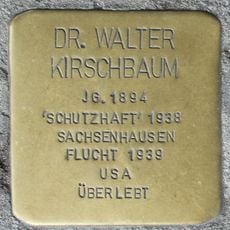 DR. WALTER
KIRSCHBAUM
JG. 1894
'SCHUTZHAFT' 1938
SACHSENHAUSEN
FLUCHT 1939
USA
ÜBERLEBT